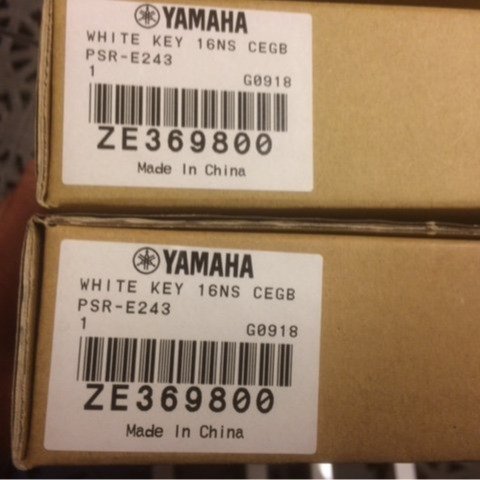 YAMAHA
WHITE KEY 16NS CEGB
PSR-E243
1 G0918
ZE369800
Made In China
YAMAHA
WHITE KEY 16NS CEGB
PSR-E243
1 G0918
ZE369800
Made In China